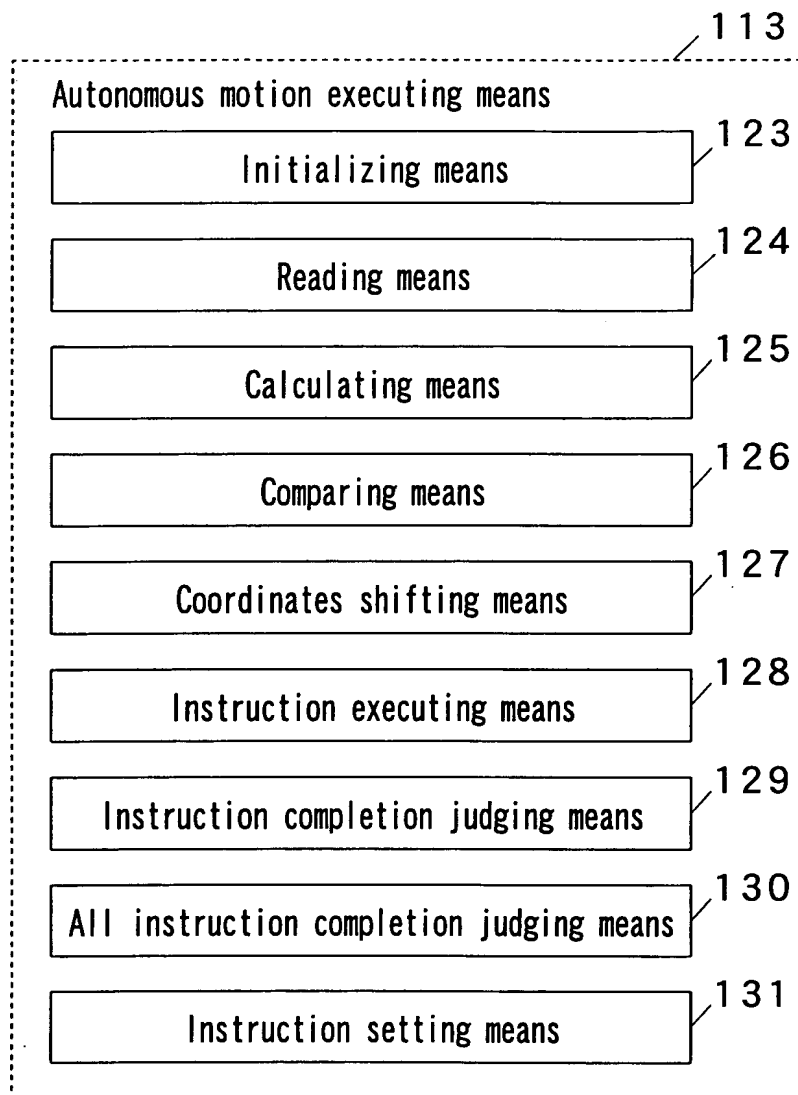 113
Autonomous motion executing means
123
Initializing means
124
Reading means
125
Calculating means
126
Comparing means
127
Coordinates shifting means
128
Instruction executing means
129
Instruction completion judging means
130
All instruction completion judging means
131
Instruction setting means